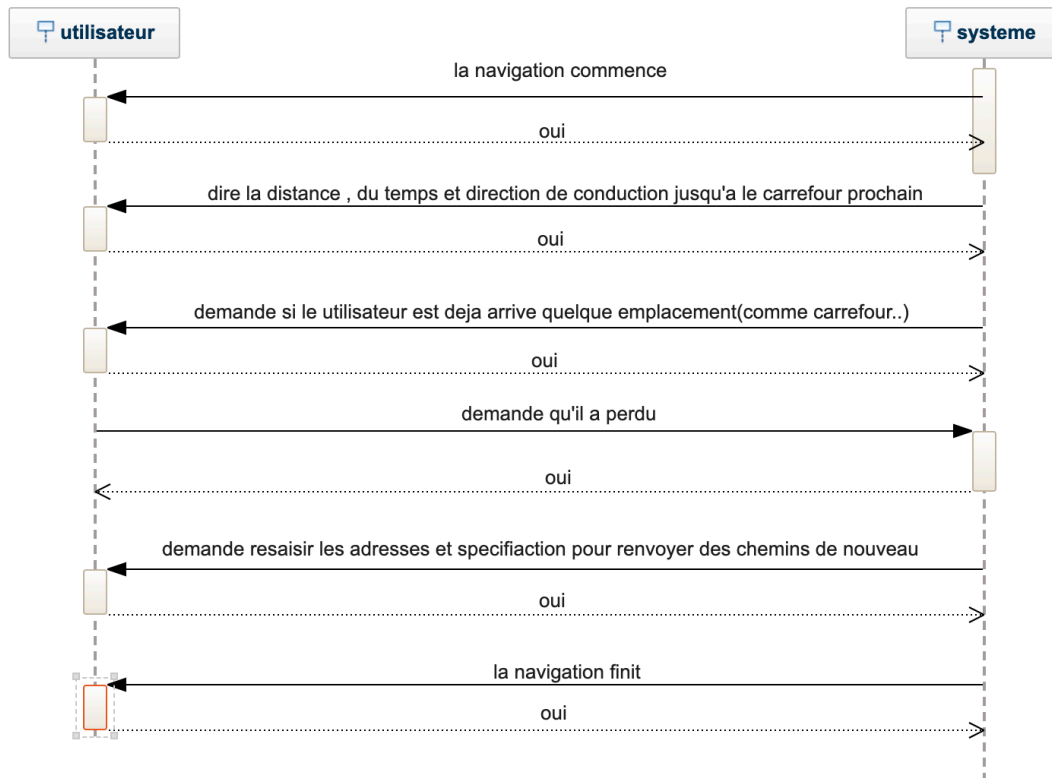 utilisateur
systeme
la navigation commence
oui
dire la distance , du temps et direction de conduction jusqu'a le carrefour prochain
oui
demande si le utilisateur est deja arrive quelque emplacement(comme carrefour..)
oui
demande qu'il a perdu
oui
demande resaisir les adresses et specifiaction pour renvoyer des chemins de nouveau
oui
la navigation finit
oui